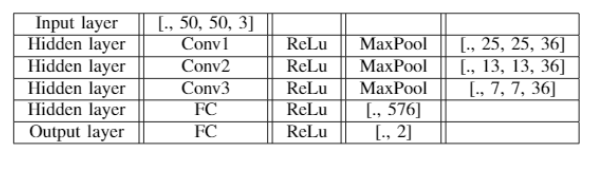 Input layer [., 50, 50, 3]
Hidden layer Conv1 ReLu MaxPool [., 25, 25, 36]
Hidden layer Conv2 ReLu MaxPool [., 13, 13, 36]
Hidden layer Conv3 ReLu MaxPool [., 7, 7, 36]
Hidden layer FC ReLu [., 576]
Output layer FC ReLu [., 2]